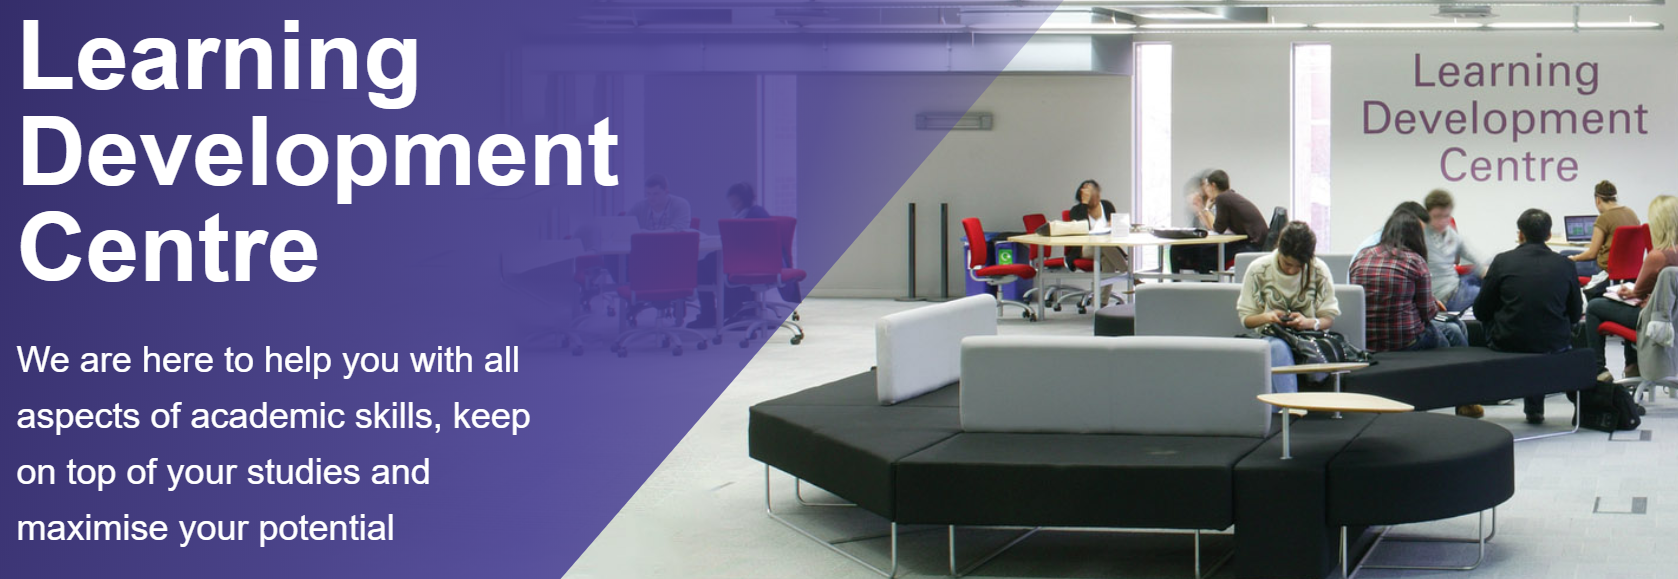 Learning
Development
Centre
We are here to help you with all
aspects of academic skills, keep
on top of your studies and
maximise your potential
Learning
Development
Centre